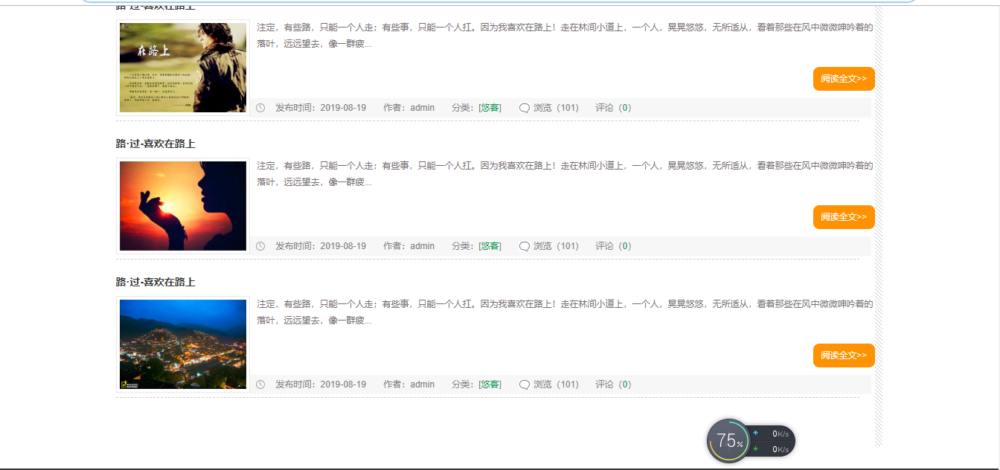 路·过-喜欢在路上
在路上
注定，有些路，只能一个人走；有些事，只能一个人扛。因为我喜欢在路上！走在林间小道上，一个人，晃晃悠悠，无所适从，看着那些在风中微微呻吟着的
落叶，远远望去，像一群疲...
阅读全文>>
发布时间：2019-08-19 作者：admin 分类：[悠客] 浏览（101） 评论（0）
路·过-喜欢在路上
注定，有些路，只能一个人走；有些事，只能一个人扛。因为我喜欢在路上！走在林间小道上，一个人，晃晃悠悠，无所适从，看着那些在风中微微呻吟着的
落叶，远远望去，像一群疲...
阅读全文>>
发布时间：2019-08-19 作者：admin 分类：[悠客] 浏览（101） 评论（0）
路·过-喜欢在路上
注定，有些路，只能一个人走；有些事，只能一个人扛。因为我喜欢在路上！走在林间小道上，一个人，晃晃悠悠，无所适从，看着那些在风中微微呻吟着的
落叶，远远望去，像一群疲...
阅读全文>>
发布时间：2019-08-19 作者：admin 分类：[悠客] 浏览（101） 评论（0）
75%
0K/s
0K/s